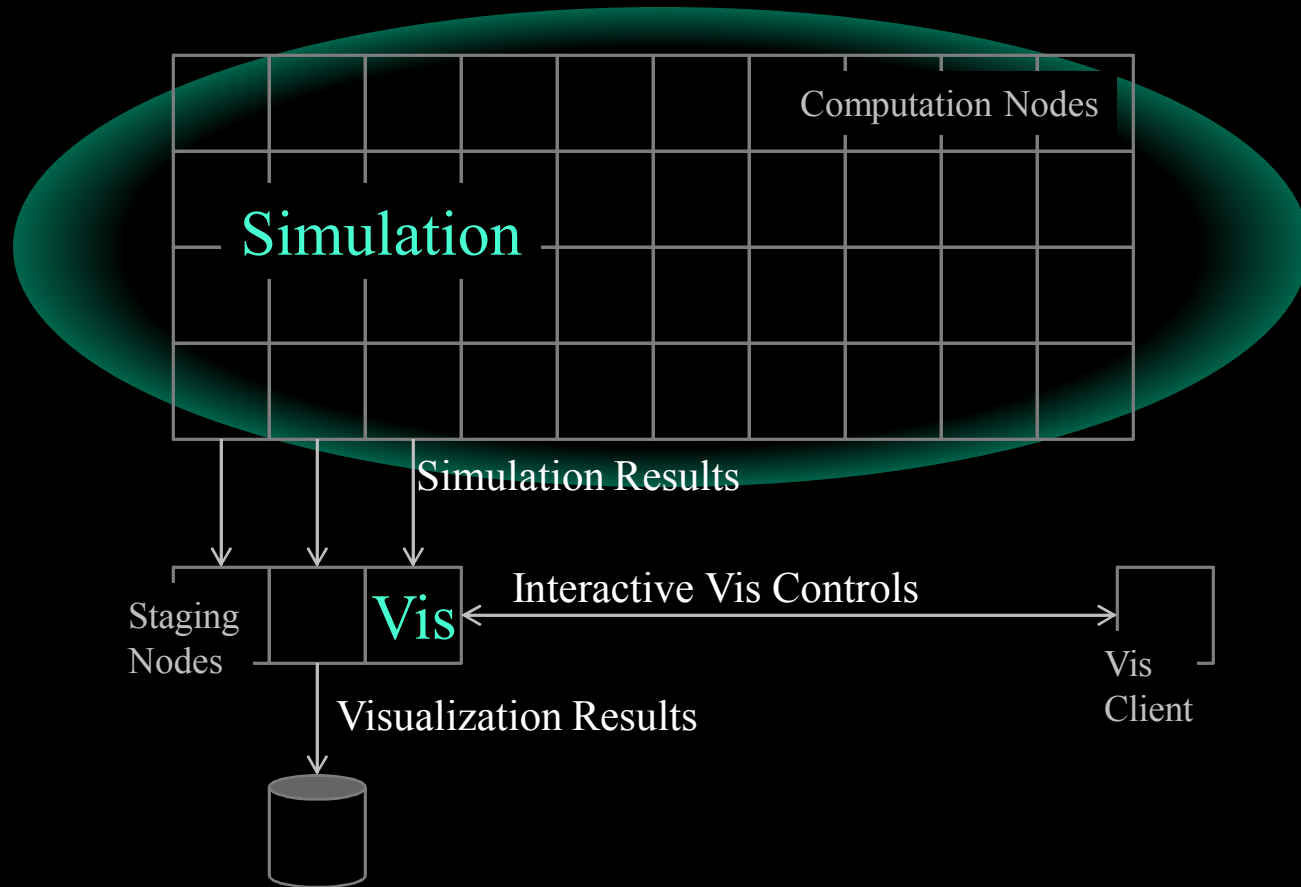 Computation Nodes
Simulation
Simulation Results
Staging
Nodes
Vis
Interactive Vis Controls
Vis
Client
Visualization Results